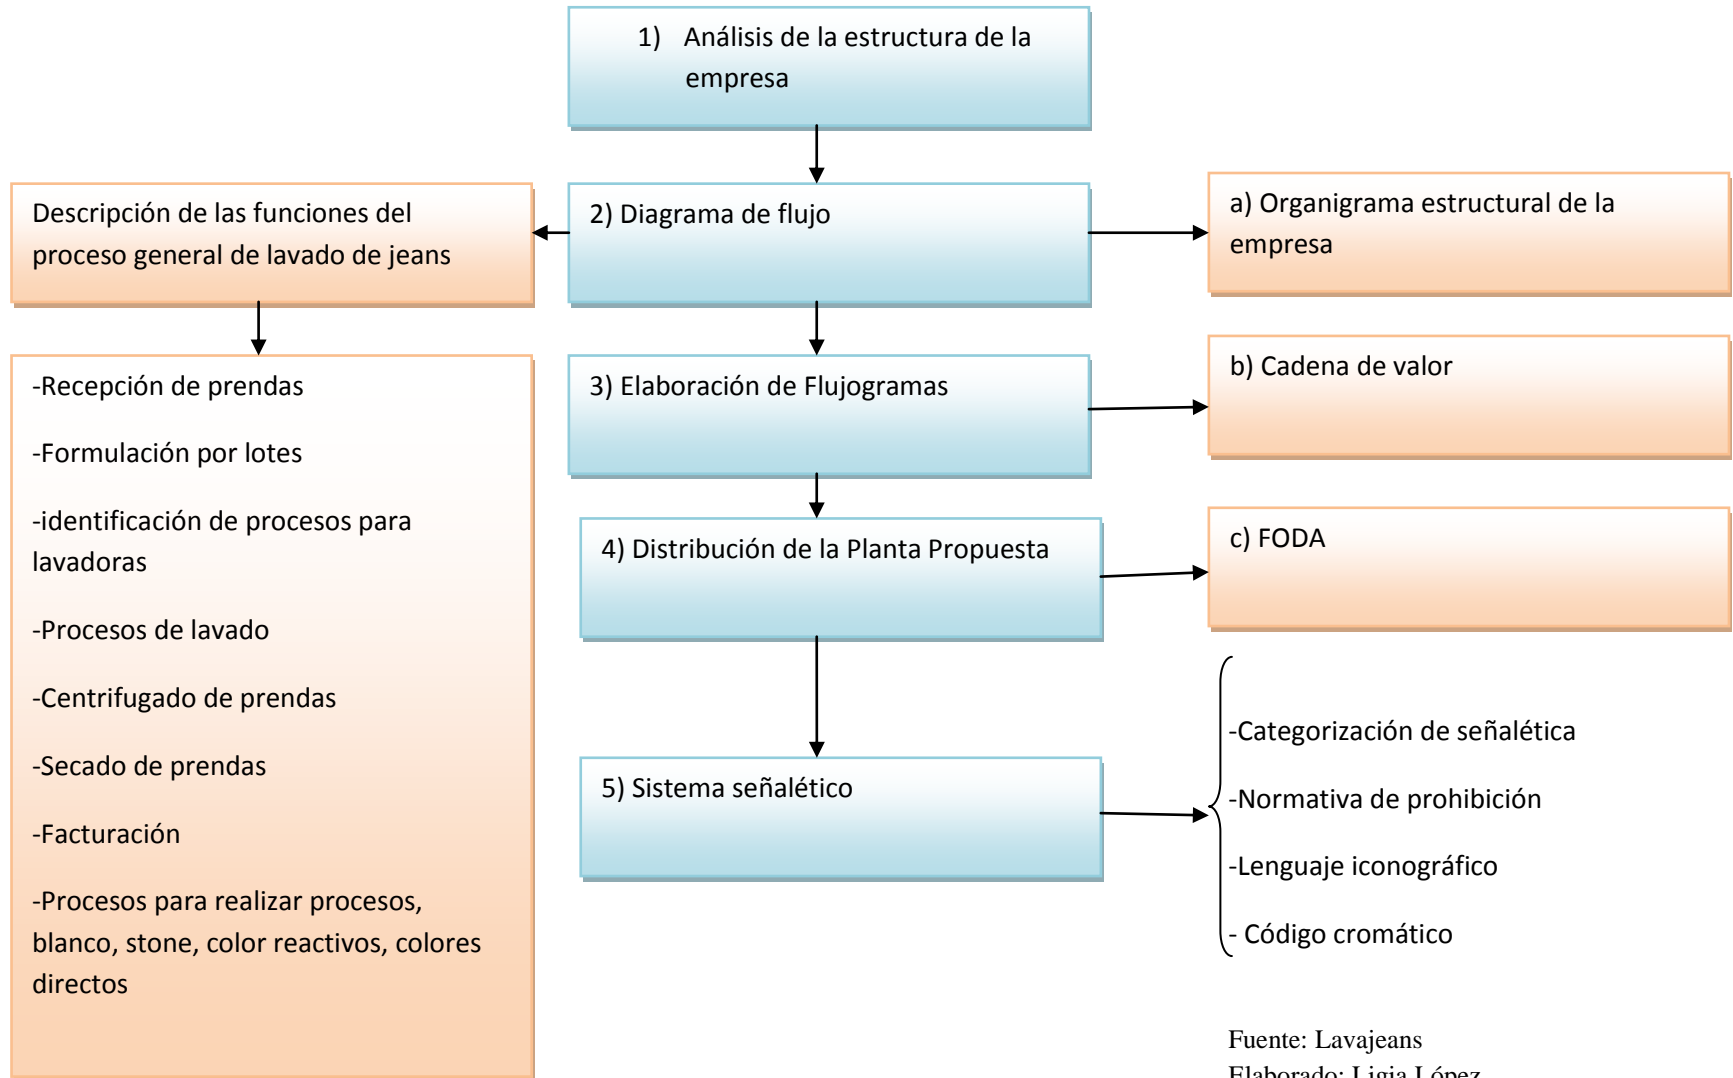 1) Análisis de la estructura de la
empresa
Descripción de las funciones del
proceso general de lavado de jeans
2) Diagrama de flujo
a) Organigrama estructural de la
empresa
-Recepción de prendas
-Formulación por lotes
-identificación de procesos para
lavadoras
-Procesos de lavado
-Centrifugado de prendas
-Secado de prendas
-Facturación
-Procesos para realizar procesos,
blanco, stone, color reactivos, colores
directos
3) Elaboración de Flujogramas
b) Cadena de valor
4) Distribución de la Planta Propuesta
c) FODA
5) Sistema señalético
-Categorización de señalética
-Normativa de prohibición
-Lenguaje iconográfico
- Código cromático
Fuente: Lavajeans
Elaborado: Ligia López